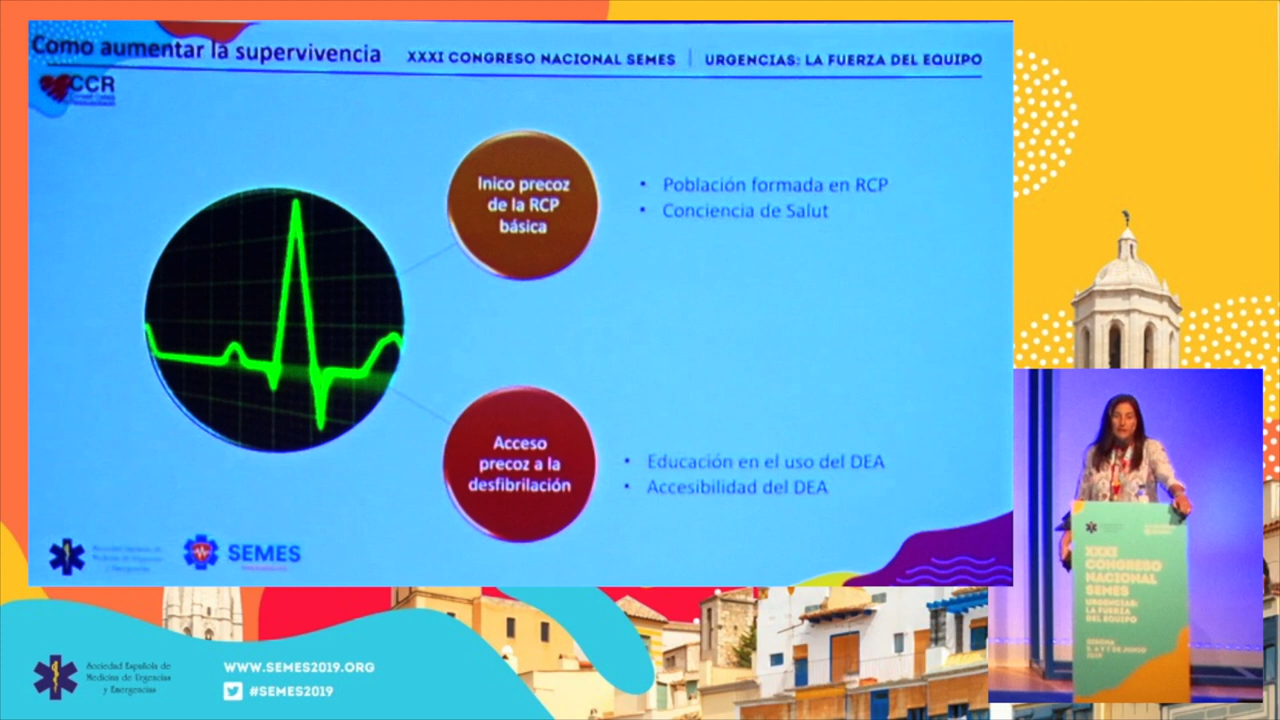 Como aumentar la supervivencia
XXXI CONGRESO NACIONAL SEMES | URGENCIAS: LA FUERZA DEL EQUIPO
CCR
Inico precoz
de la RCP
básica
• Población formada en RCP
• Conciencia de Salut
Acceso
precoz a la
desfibrilación
• Educación en el uso del DEA
• Accesibilidad del DEA
SEMES
XXXI
CONGRESO
NACIONAL
SEMES
URGENCIAS:
LA FUERZA
DEL EQUIPO
2019
Sociedad Española de
Medicina de Urgencias
y Emergencias
WWW.SEMES2019.ORG
#SEMES2019